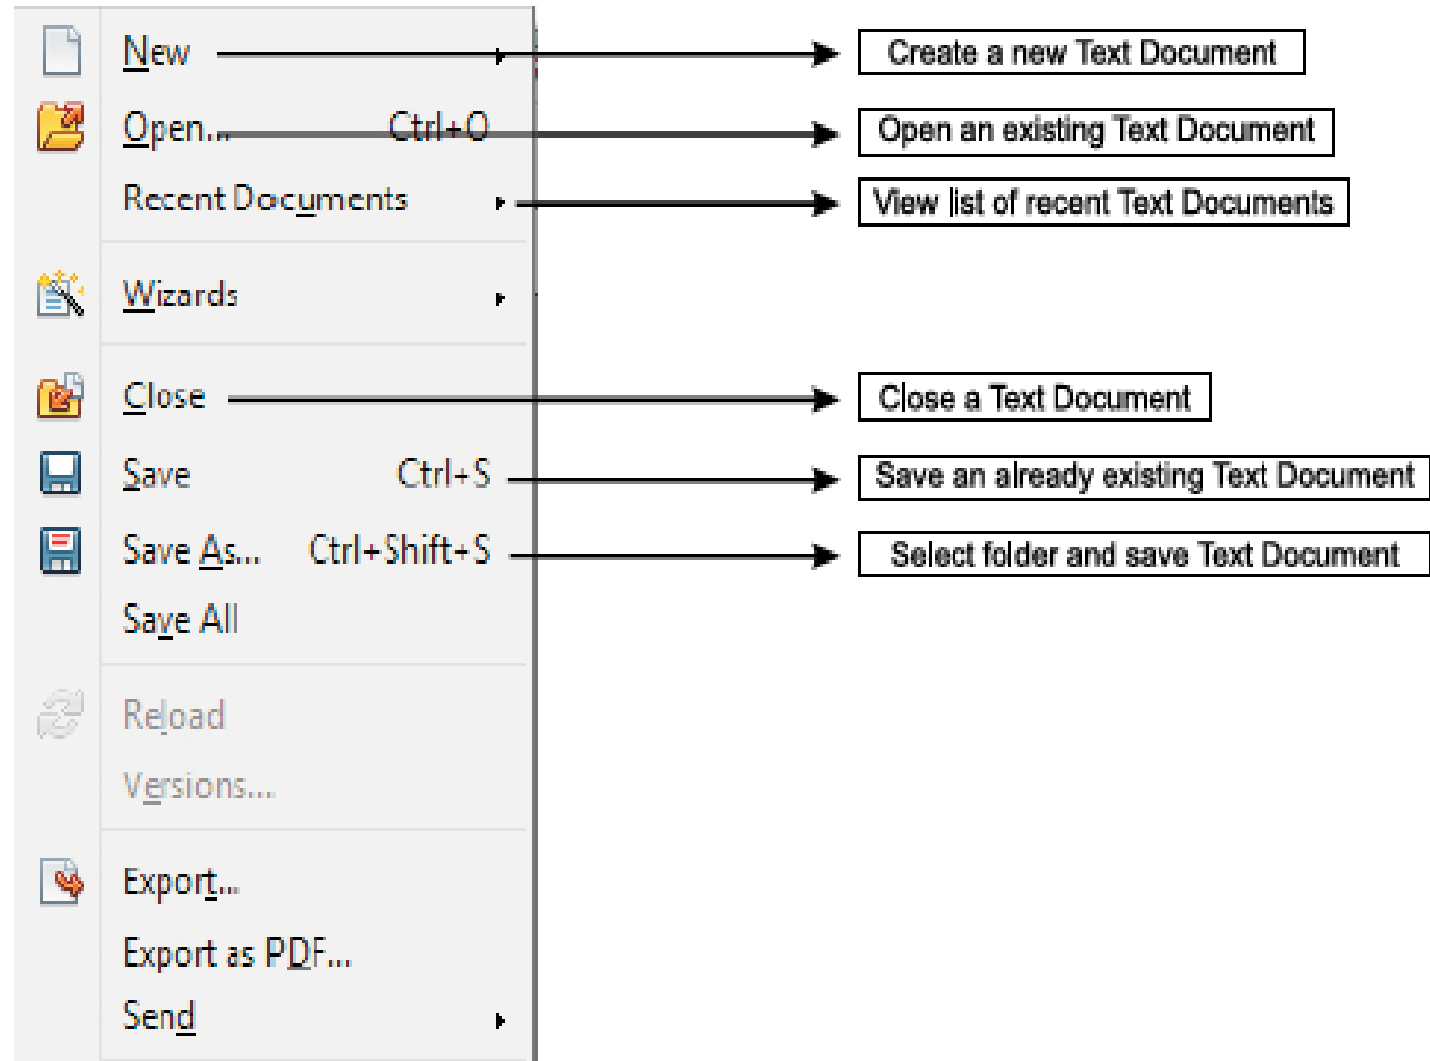 New
Create a new Text Document
Open... Ctrl+O
Open an existing Text Document
Recent Documents
View list of recent Text Documents
Wizards
Close
Close a Text Document
Save Ctrl+S
Save an already existing Text Document
Save As... Ctrl+Shift+S
Select folder and save Text Document
Save All
Reload
Versions...
Export...
Export as PDF...
Send